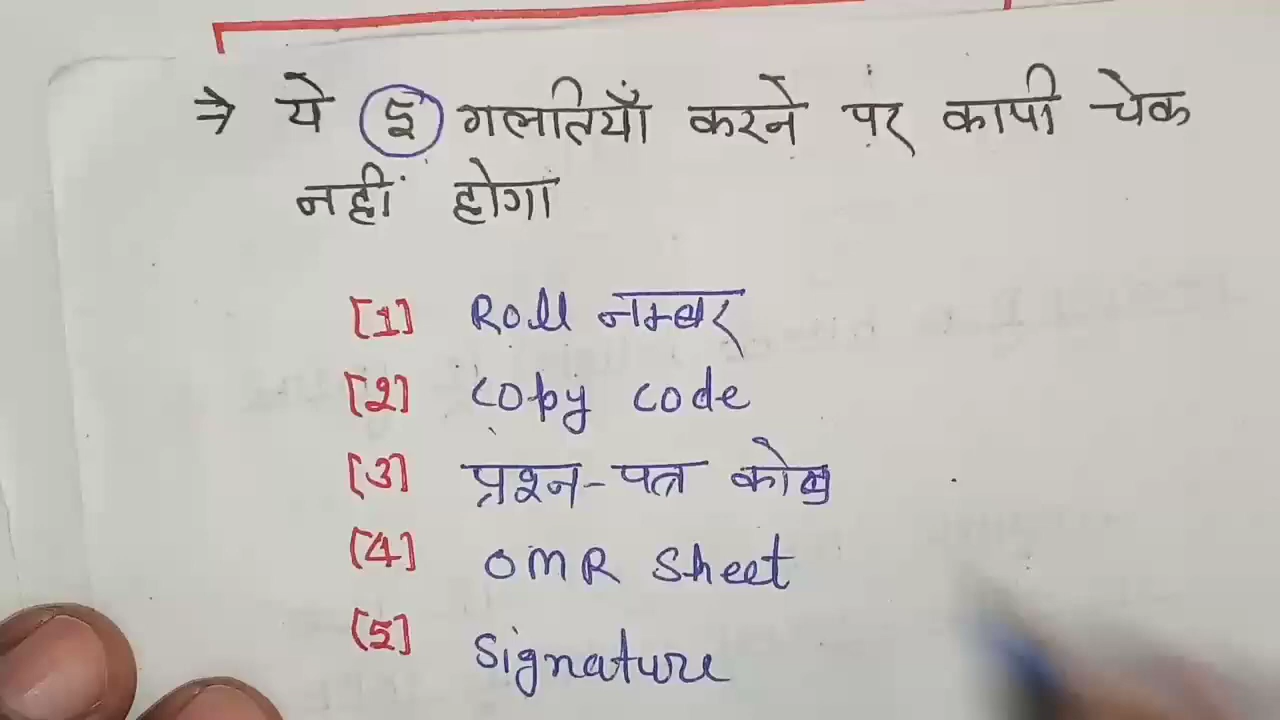 ⇒ ये 5 गलतियाँ करने पर कापी चेक
नहीं होगा
[1] Roll नम्बर
[2] Copy code
[3] प्रश्न-पत्र कोड
[4] OMR Sheet
[5] Signature